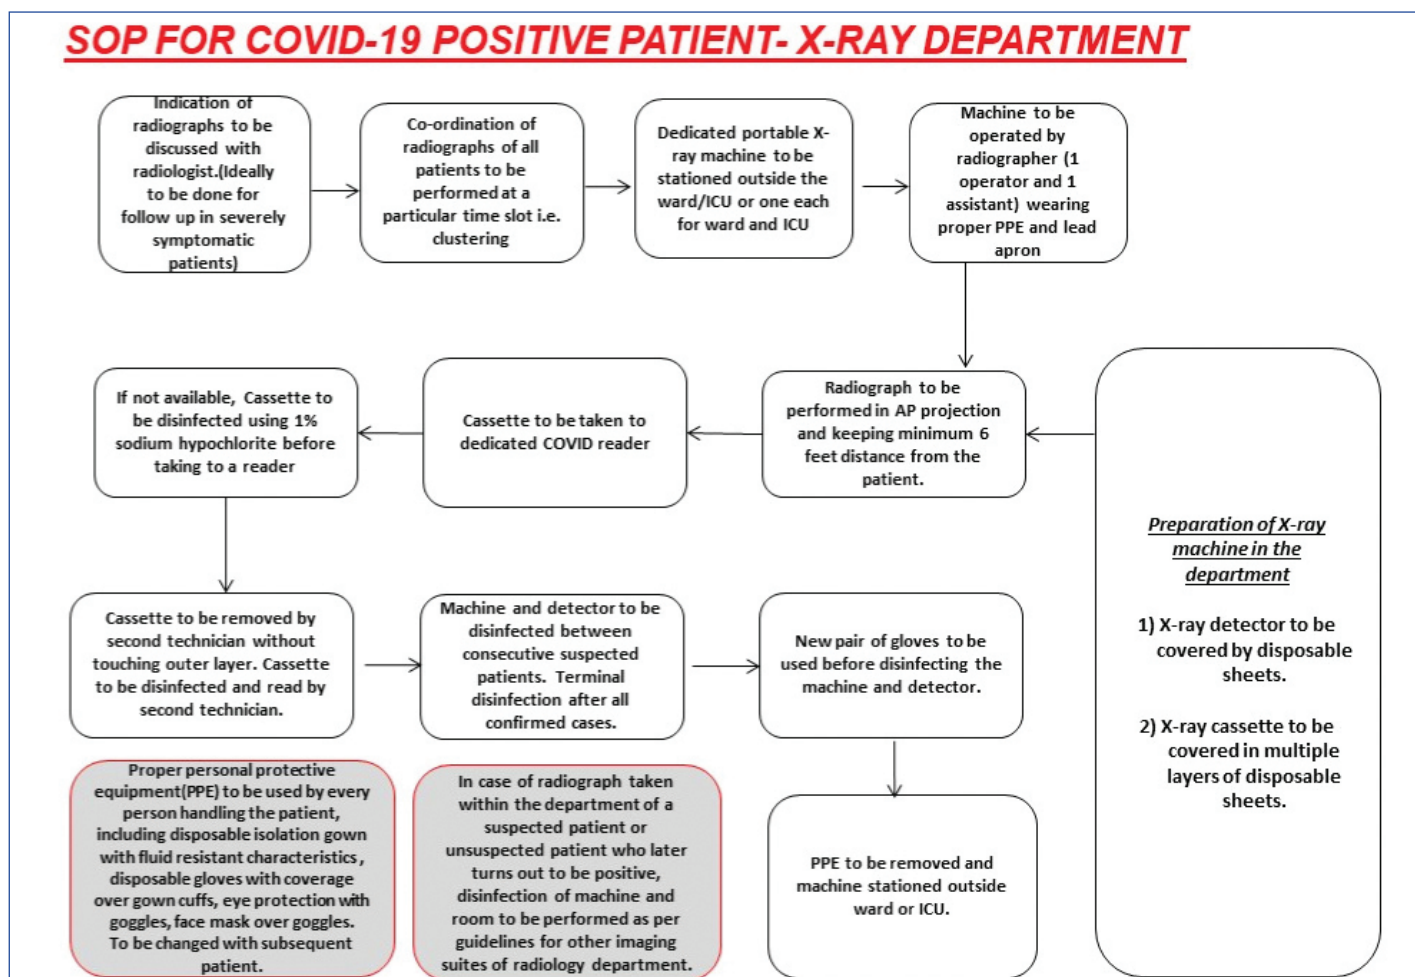 SOP FOR COVID-19 POSITIVE PATIENT- X-RAY DEPARTMENT
Indication of
radiographs to be
discussed with
radiologist.(Ideally
to be done for
follow up in severely
symptomatic
patients)
Co-ordination of
radiographs of all
patients to be
performed at a
particular time slot i.e.
clustering
Dedicated portable X-
ray machine to be
stationed outside the
ward/ICU or one each
for ward and ICU
Machine to be
operated by
radiographer (1
operator and 1
assistant) wearing
proper PPE and lead
apron
Radiograph to be
performed in AP projection
and keeping minimum 6
feet distance from the
patient.
Cassette to be taken to
dedicated COVID reader
If not available, Cassette to
be disinfected using 1%
sodium hypochlorite before
taking to a reader
Preparation of X-ray
machine in the
department
1) X-ray detector to be
covered by disposable
sheets.
2) X-ray cassette to be
covered in multiple
layers of disposable
sheets.
Cassette to be removed by
second technician without
touching outer layer. Cassette
to be disinfected and read by
second technician.
Machine and detector to be
disinfected between
consecutive suspected
patients. Terminal
disinfection after all
confirmed cases.
New pair of gloves to be
used before disinfecting the
machine and detector.
PPE to be removed and
machine stationed outside
ward or ICU.
Proper personal protective
equipment(PPE) to be used by every
person handling the patient,
including disposable isolation gown
with fluid resistant characteristics ,
disposable gloves with coverage
over gown cuffs, eye protection with
goggles, face mask over goggles.
To be changed with subsequent
patient.
In case of radiograph taken
within the department of a
suspected patient or
unsuspected patient who later
turns out to be positive,
disinfection of machine and
room to be performed as per
guidelines for other imaging
suites of radiology department.